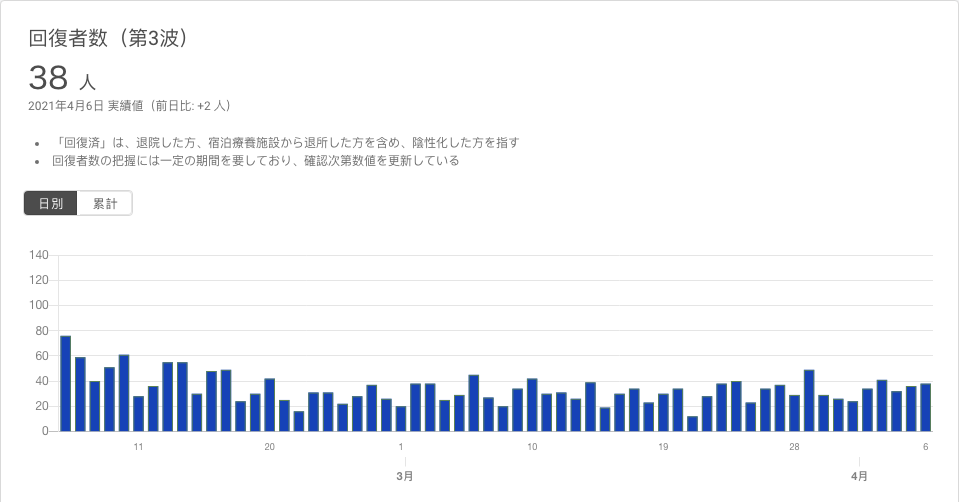 回復者数（第3波）
38 人
2021年4月6日 実績値（前日比: +2 人）
• 「回復済」は、退院した方、宿泊療養施設から退所した方を含め、陰性化した方を指す
• 回復者数の把握には一定の期間を要しており、確認次第数値を更新している
日別 累計
140
120
100
80
60
40
20
0
11 20 1 10 19 28 6
3月 4月